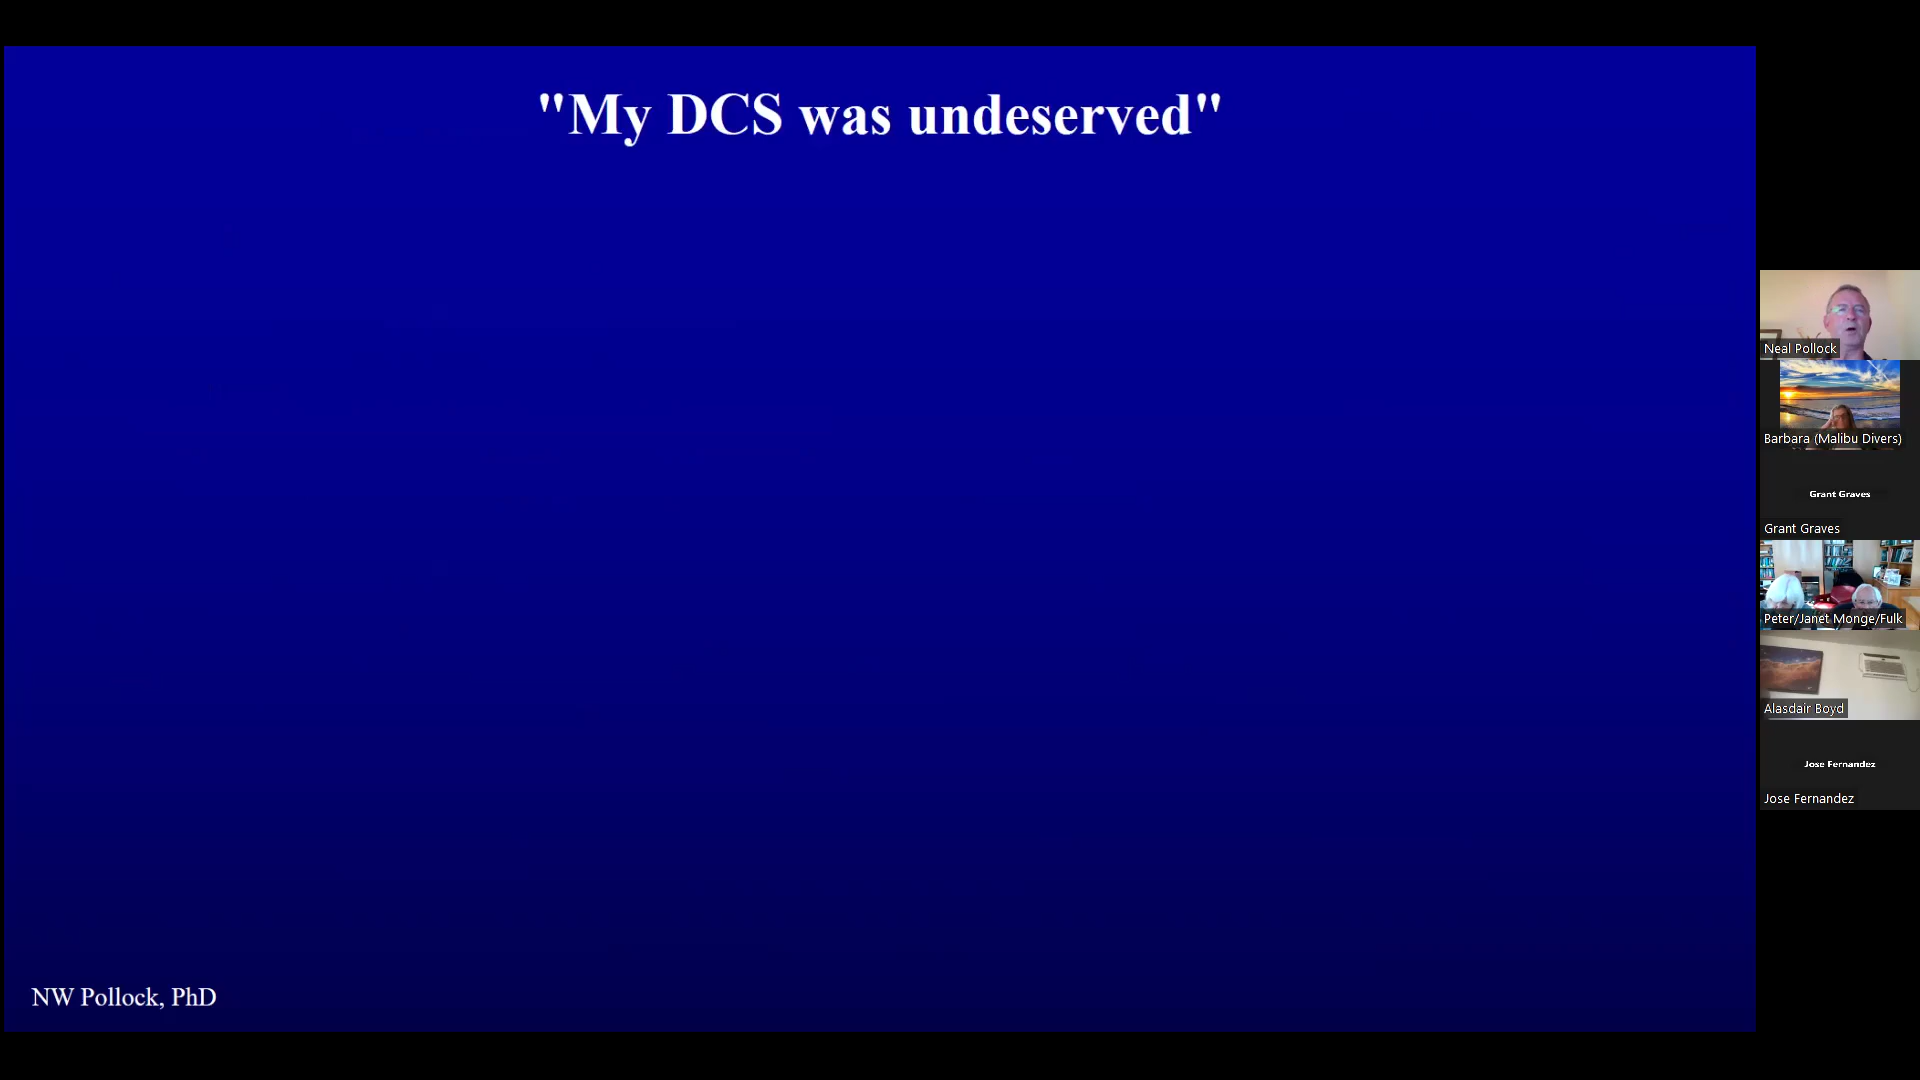 "My DCS was undeserved"
NW Pollock, PhD
Neal Pollock
Barbara (Malibu Divers)
Grant Graves
Grant Graves
Peter/Janet Monge/Fulk
Alasdair Boyd
Jose Fernandez
Jose Fernandez